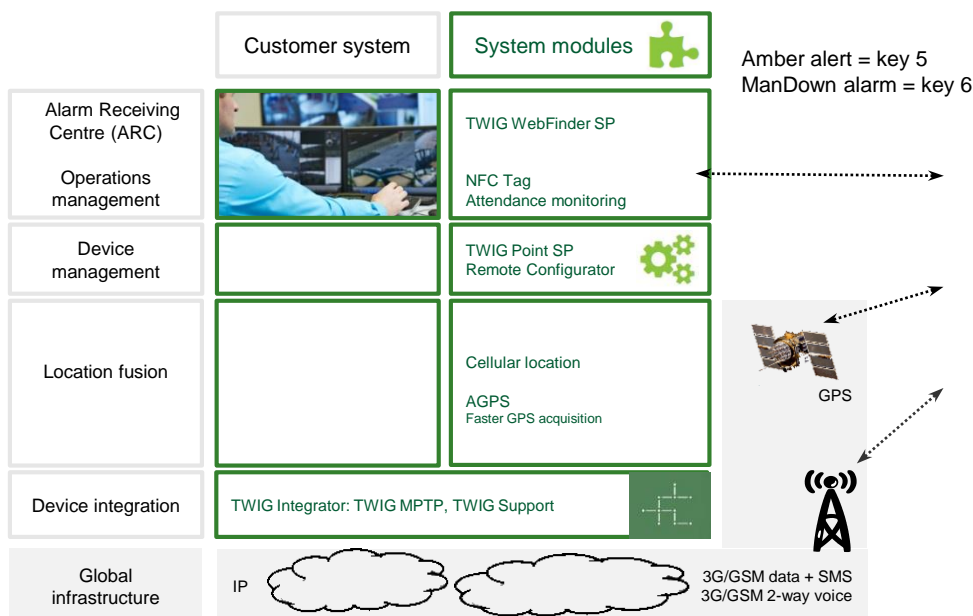 Customer system
System modules
Amber alert = key 5
ManDown alarm = key 6
Alarm Receiving
Centre (ARC)
Operations
management
TWIG WebFinder SP
NFC Tag
Attendance monitoring
Device
management
TWIG Point SP
Remote Configurator
Location fusion
Cellular location
AGPS
Faster GPS acquisition
GPS
Device integration
TWIG Integrator: TWIG MPTP, TWIG Support
Global
infrastructure
IP
3G/GSM data + SMS
3G/GSM 2-way voice